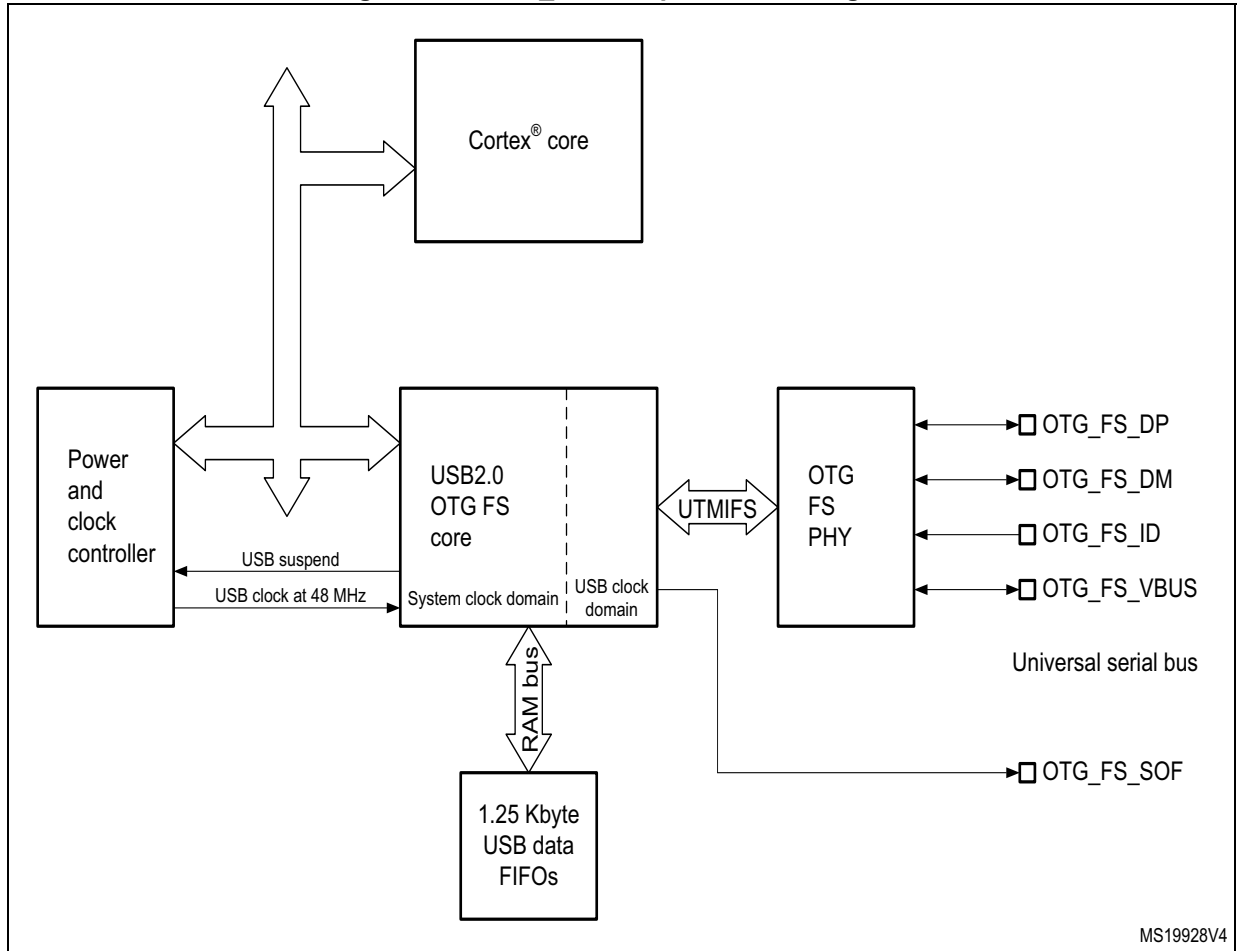 Cortex® core
Power
and
clock
controller
USB2.0
OTG FS
core
UTMIFS
OTG
FS
PHY
OTG_FS_DP
OTG_FS_DM
OTG_FS_ID
OTG_FS_VBUS
USB suspend
USB clock at 48 MHz
System clock domain
USB clock
domain
Universal serial bus
RAM bus
OTG_FS_SOF
1.25 Kbyte
USB data
FIFOs
MS19928V4